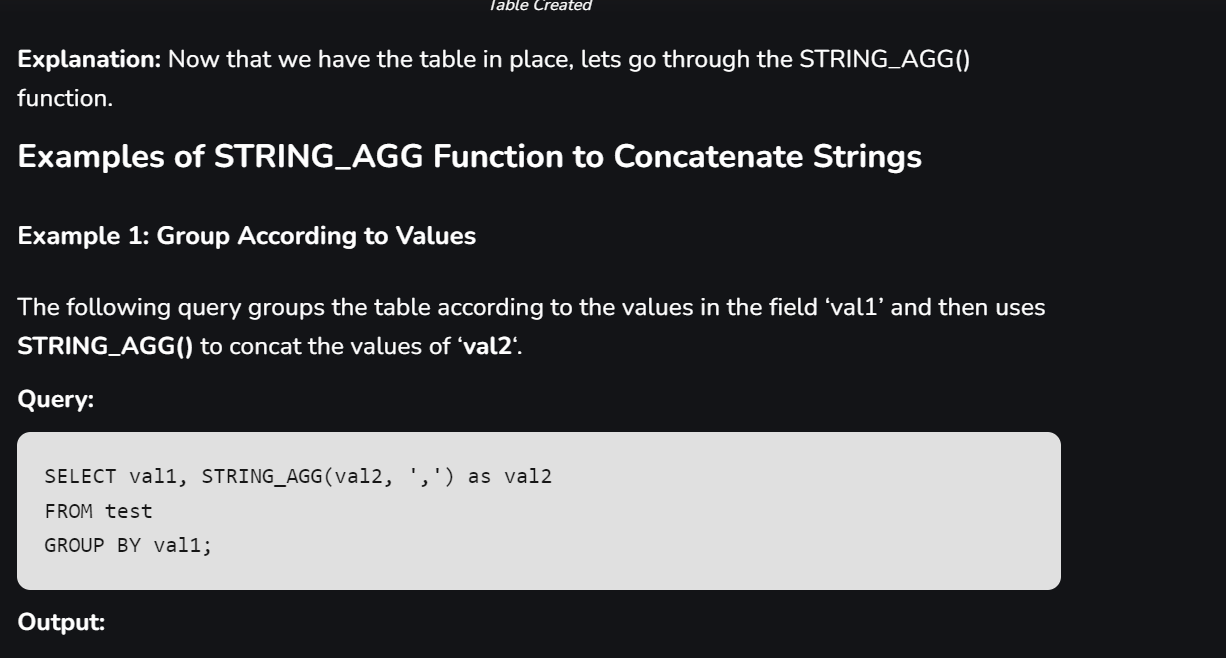 Table Created
Explanation: Now that we have the table in place, lets go through the STRING_AGG()
function.
Examples of STRING_AGG Function to Concatenate Strings
Example 1: Group According to Values
The following query groups the table according to the values in the field ‘val1’ and then uses
STRING_AGG() to concat the values of ‘val2‘.
Query:
SELECT val1, STRING_AGG(val2, ',') as val2
FROM test
GROUP BY val1;
Output: